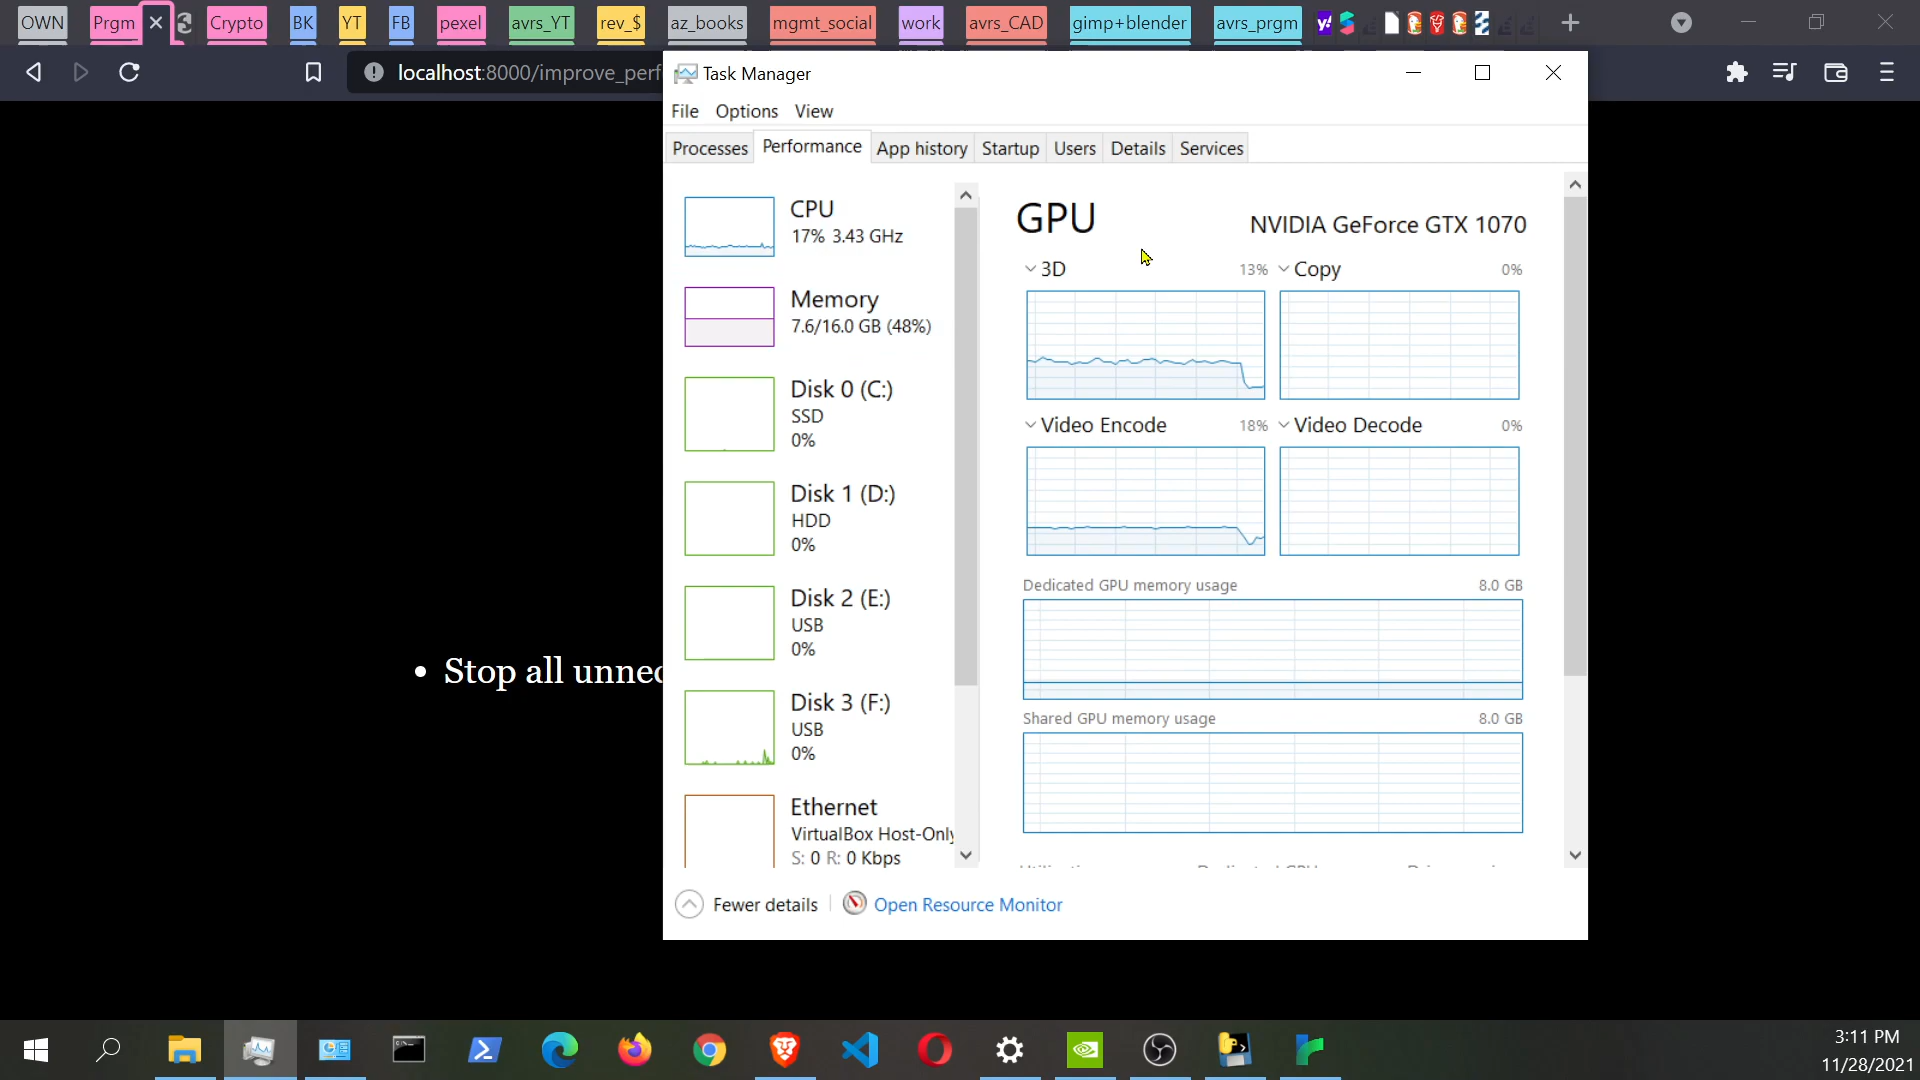 OWN Prgm Crypto BK YT FB pexel avrs_YT rev_$ az_books mgmt_social work avrs_CAD gimp+blender avrs_prgm
localhost:8000/improve_perf
Task Manager
File Options View
Processes Performance App history Startup Users Details Services
CPU
17% 3.43 GHz
Memory
7.6/16.0 GB (48%)
Disk 0 (C:)
SSD
0%
Disk 1 (D:)
HDD
0%
Disk 2 (E:)
USB
0%
Disk 3 (F:)
USB
0%
Ethernet
VirtualBox Host-Only
S: 0 R: 0 Kbps
GPU
NVIDIA GeForce GTX 1070
3D 13% Copy 0%
Video Encode 18% Video Decode 0%
Dedicated GPU memory usage 8.0 GB
Shared GPU memory usage 8.0 GB
Fewer details
Open Resource Monitor
• Stop all unnec
3:11 PM
11/28/2021